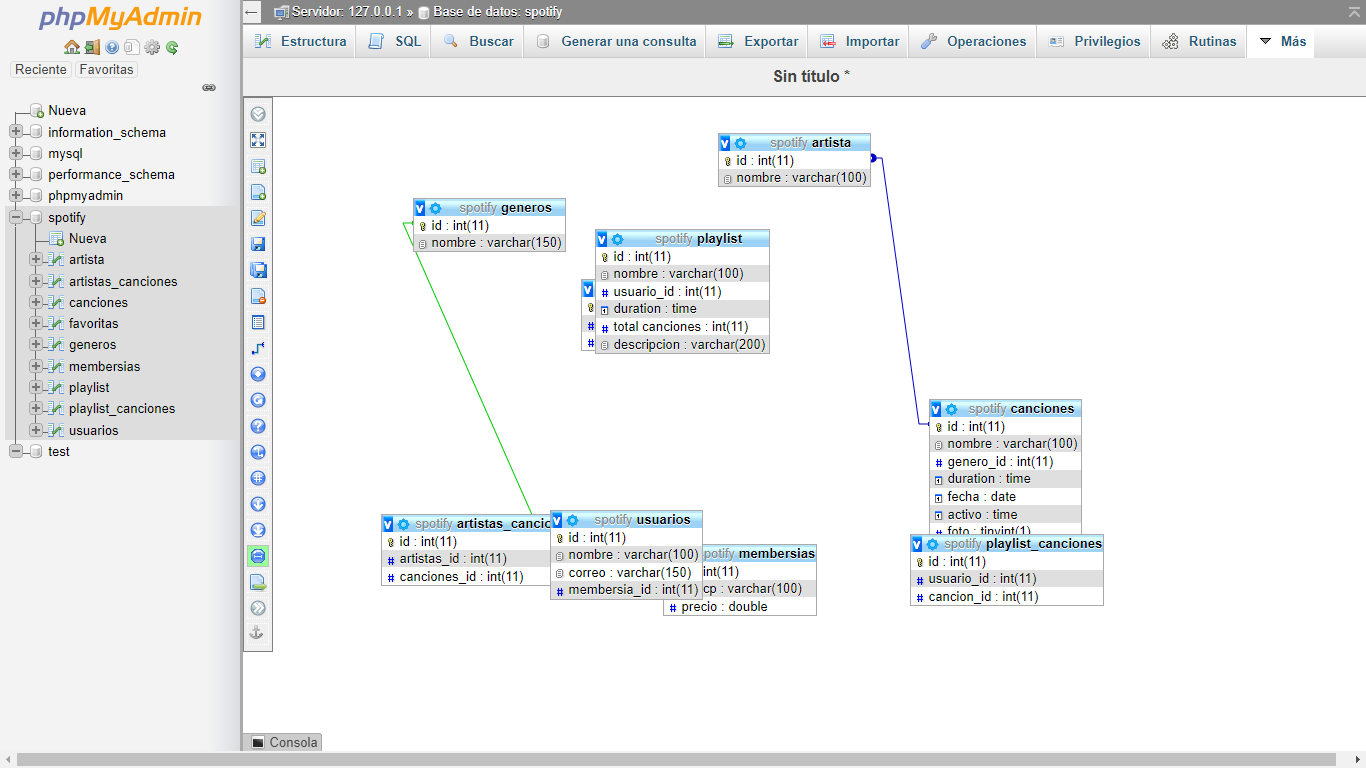 phpMyAdmin
Reciente Favoritas
Nueva
information_schema
mysql
performance_schema
phpmyadmin
spotify
Nueva
artista
artistas_canciones
canciones
favoritas
generos
membersias
playlist
playlist_canciones
usuarios
test
Servidor: 127.0.0.1 » Base de datos: spotify
Estructura SQL Buscar Generar una consulta Exportar Importar Operaciones Privilegios Rutinas Más
Sin título *
spotify artista
id : int(11)
nombre : varchar(100)
spotify generos
id : int(11)
nombre : varchar(150)
spotify playlist
id : int(11)
nombre : varchar(100)
usuario_id : int(11)
duration : time
total canciones : int(11)
descripcion : varchar(200)
spotify canciones
id : int(11)
nombre : varchar(100)
genero_id : int(11)
duration : time
fecha : date
activo : time
foto : tinyint(1)
spotify artistas_cancio
id : int(11)
artistas_id : int(11)
canciones_id : int(11)
spotify usuarios
id : int(11)
nombre : varchar(100)
correo : varchar(150)
membersia_id : int(11)
potify membersias
int(11)
cp : varchar(100)
precio : double
spotify playlist_canciones
id : int(11)
usuario_id : int(11)
cancion_id : int(11)
Consola